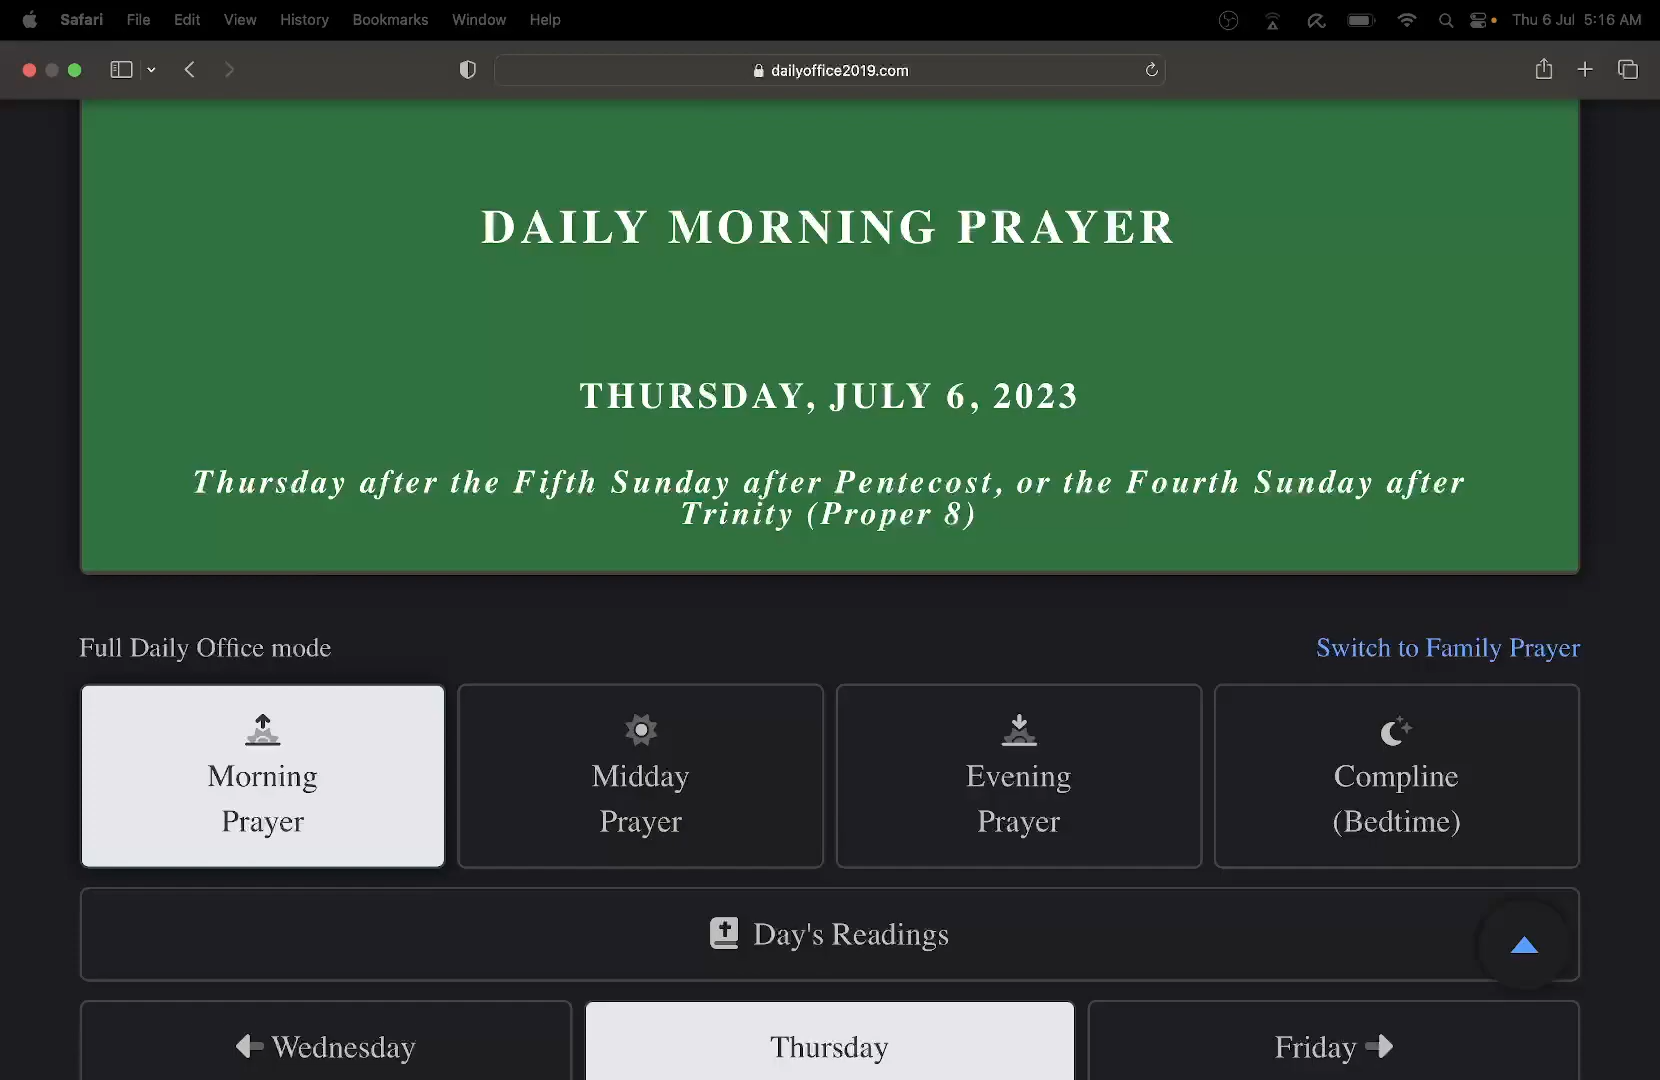 Safari File Edit View History Bookmarks Window Help Thu 6 Jul 5:16 AM
dailyoffice2019.com
DAILY MORNING PRAYER
THURSDAY, JULY 6, 2023
Thursday after the Fifth Sunday after Pentecost, or the Fourth Sunday after
Trinity (Proper 8)
Full Daily Office mode Switch to Family Prayer
Morning
Prayer
Midday
Prayer
Evening
Prayer
Compline
(Bedtime)
Day's Readings
Wednesday Thursday Friday